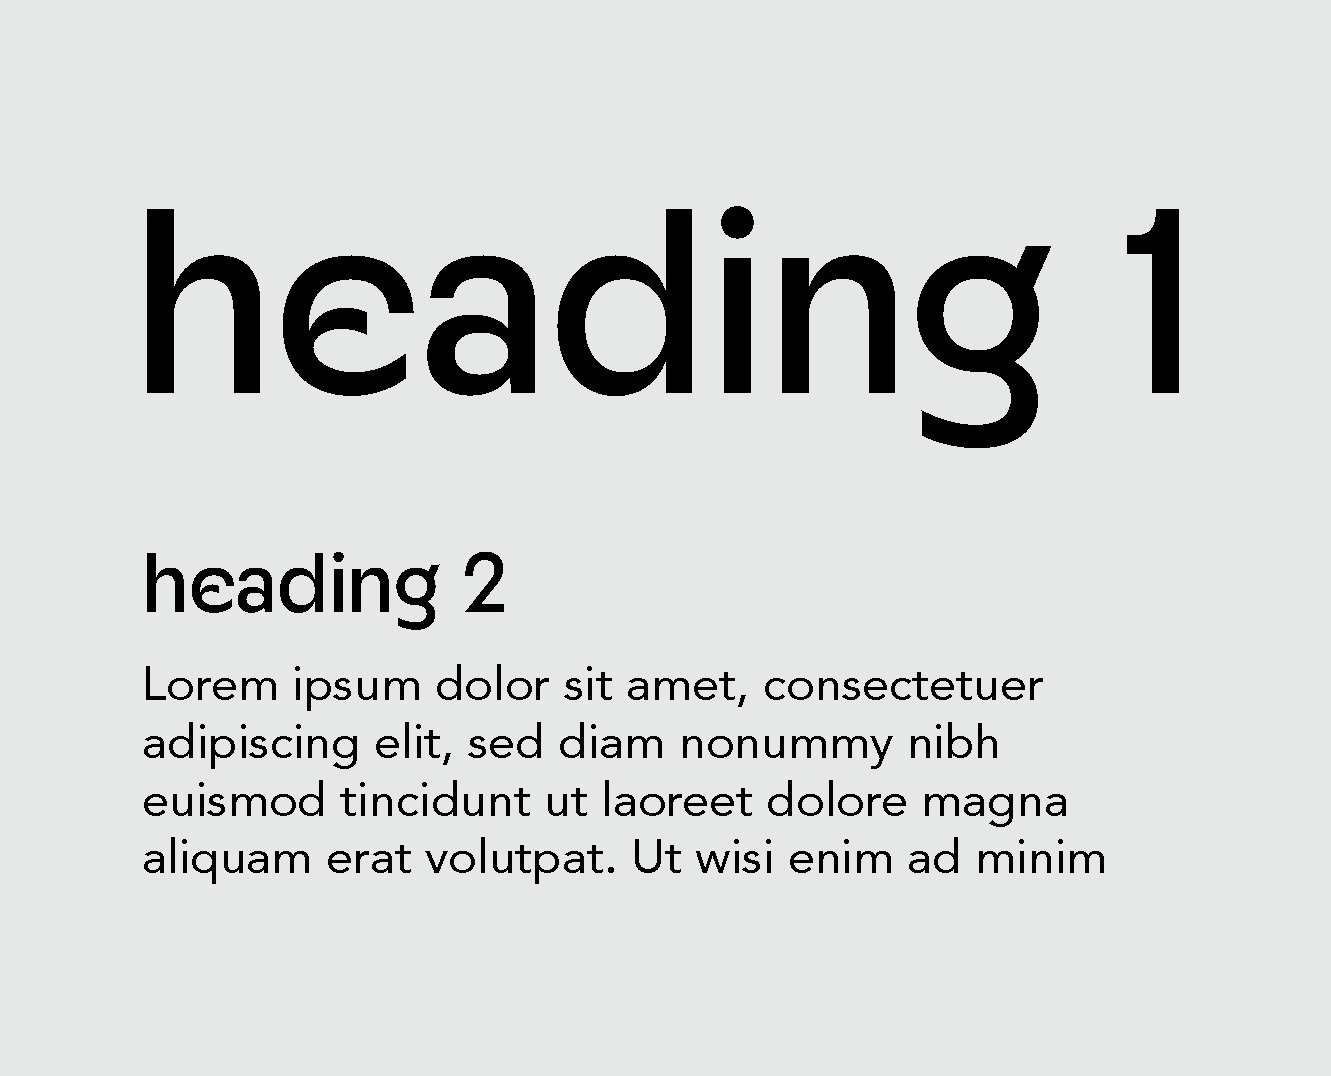 heading 1
heading 2
Lorem ipsum dolor sit amet, consectetuer
adipiscing elit, sed diam nonummy nibh
euismod tincidunt ut laoreet dolore magna
aliquam erat volutpat. Ut wisi enim ad minim